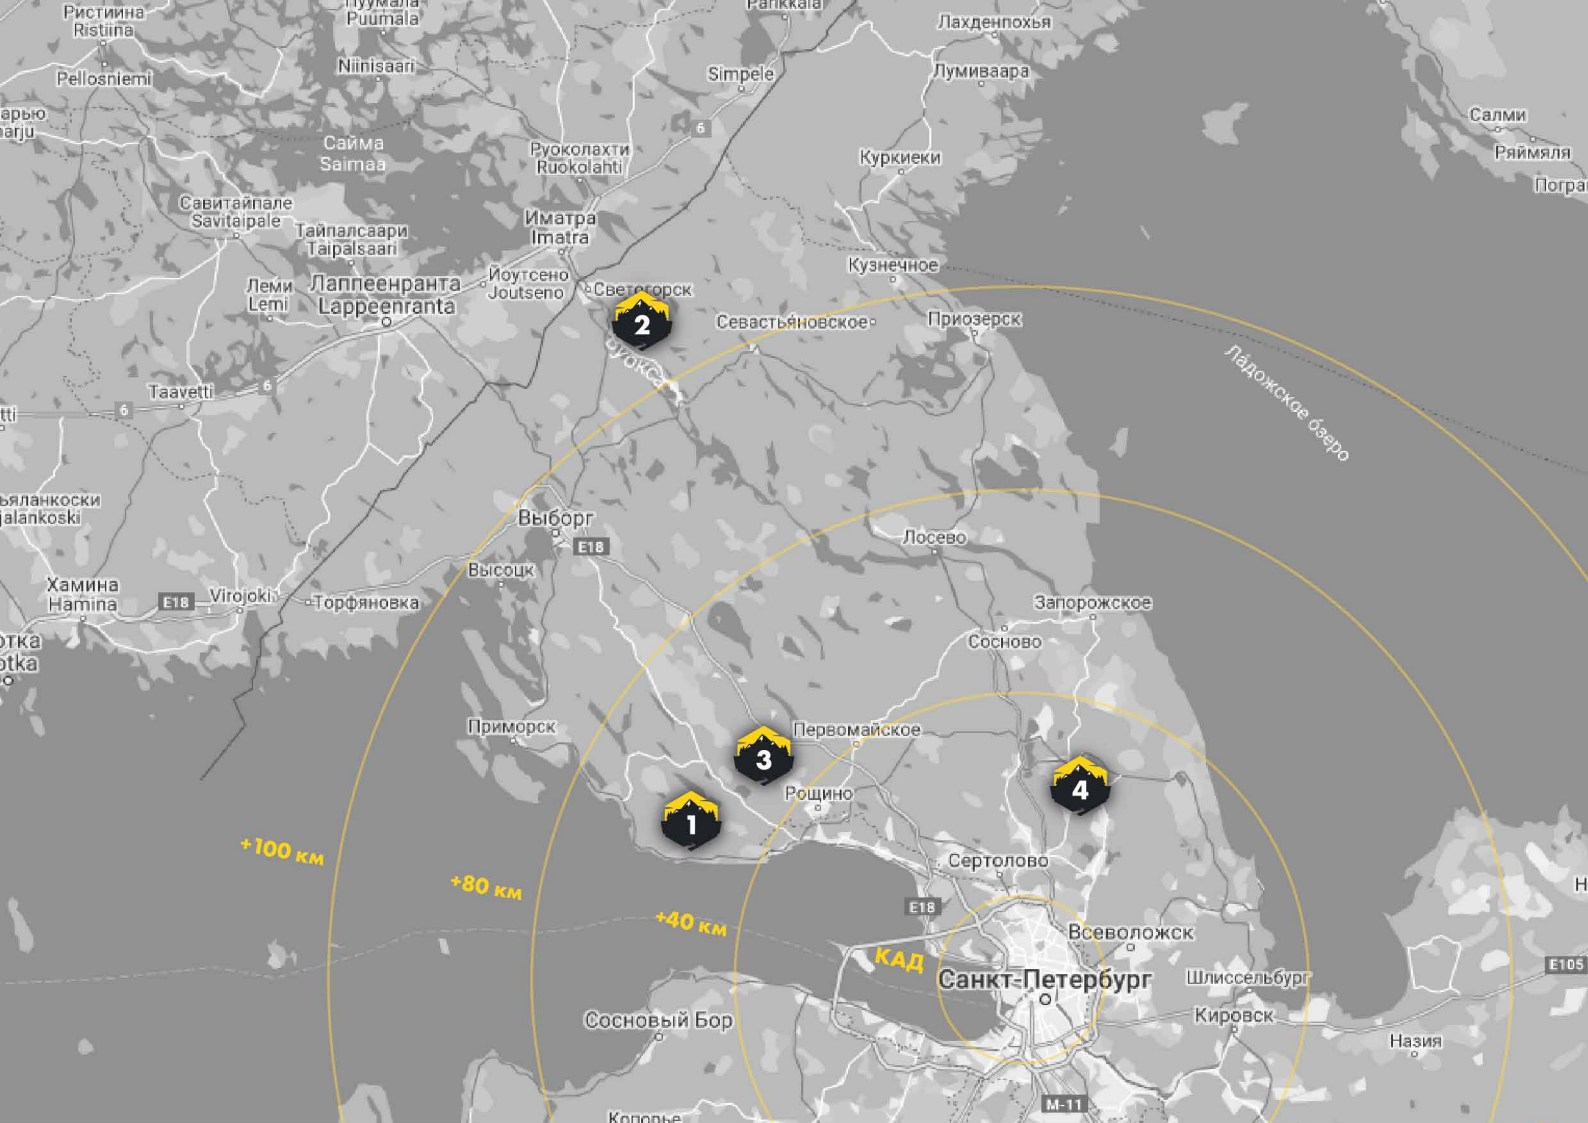 Ристиина
Ristiina
Puumala
Лахденпохья
Pellosniemi
Niinisaari
Simpele
Лумиваара
6
Сайма
Saimaa
Руоколахти
Ruokolahti
Куркиеки
Салми
Ряймяля
Савитайпале
Savitaipale
Тайпалсаари
Taipalsaari
Иматра
Imatra
Кузнечное
Леми
Lemi
Лаппеенранта
Lappeenranta
Йоутсено
Joutseno
Светогорск
2
Севастьяновское
Приозерск
Вуокса
Ладожское озеро
Taavetti
6
6
Выборг
E18
Лосево
Высоцк
Хамина
Hamina
E18
Virojoki
Торфяновка
Запорожское
Сосново
Приморск
Первомайское
3
4
Рощино
1
+100 км
+80 км
+40 км
КАД
Сертолово
E18
Всеволожск
Санкт-Петербург
Шлиссельбург
E105
Сосновый Бор
Кировск
Назия
М-11